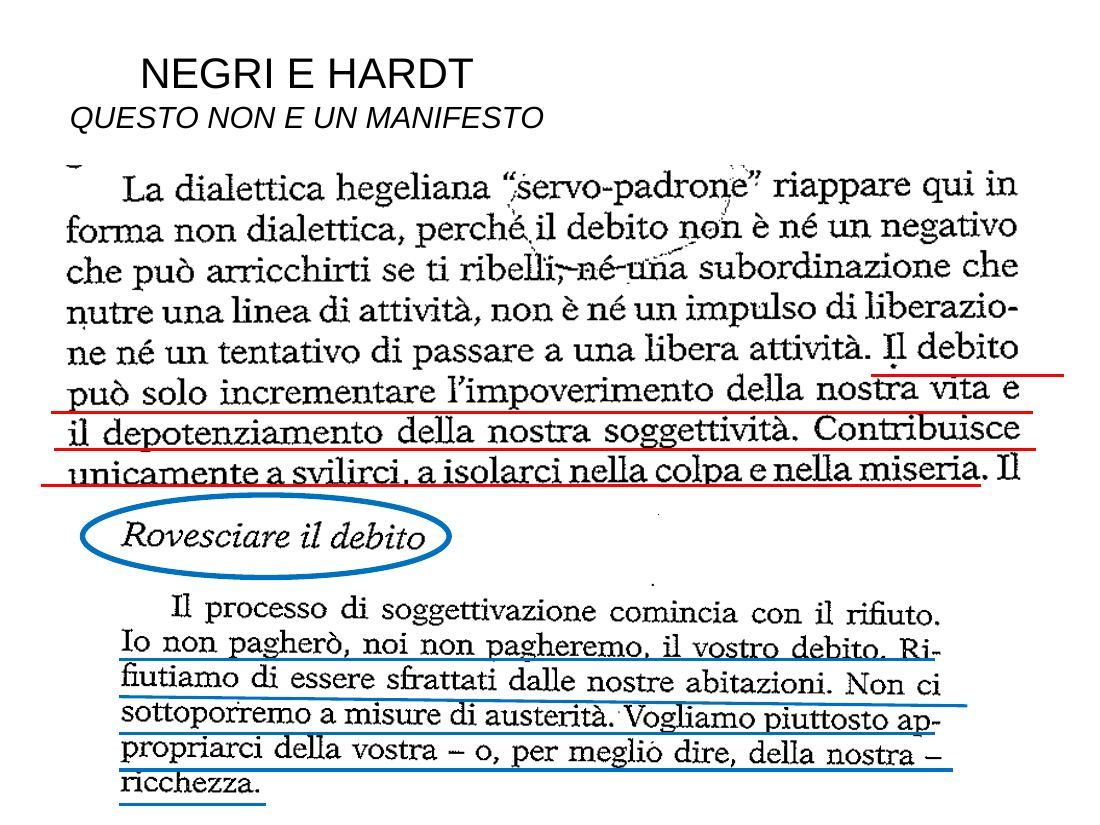 NEGRI E HARDT
QUESTO NON E UN MANIFESTO
La dialettica hegeliana “servo-padrone” riappare qui in
forma non dialettica, perché il debito non è né un negativo
che può arricchirti se ti ribelli, né una subordinazione che
nutre una linea di attività, non è né un impulso di liberazio-
ne né un tentativo di passare a una libera attività. Il debito
può solo incrementare l’impoverimento della nostra vita e
il depotenziamento della nostra soggettività. Contribuisce
unicamente a svilirci, a isolarci nella colpa e nella miseria. Il
Rovesciare il debito
Il processo di soggettivazione comincia con il rifiuto.
Io non pagherò, noi non pagheremo, il vostro debito. Ri-
fiutiamo di essere sfrattati dalle nostre abitazioni. Non ci
sottoporremo a misure di austerità. Vogliamo piuttosto ap-
propriarci della vostra – o, per meglio dire, della nostra –
ricchezza.